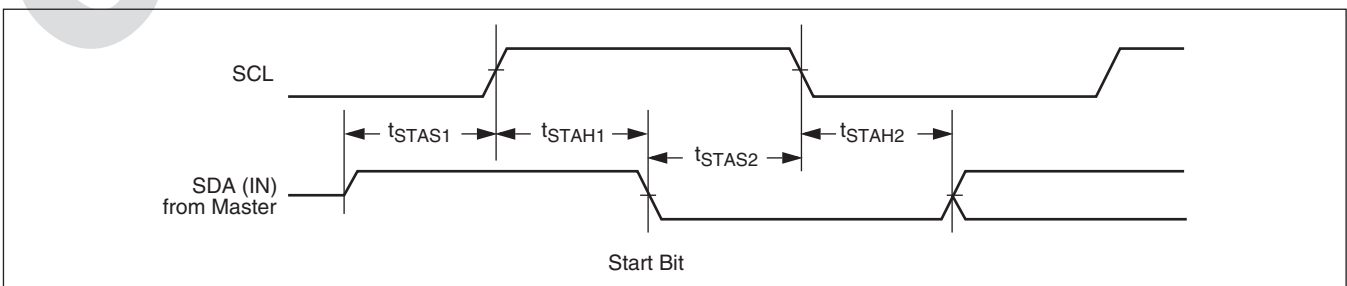 SCL
tSTAS1
tSTAH1
tSTAH2
tSTAS2
SDA (IN)
from Master
Start Bit